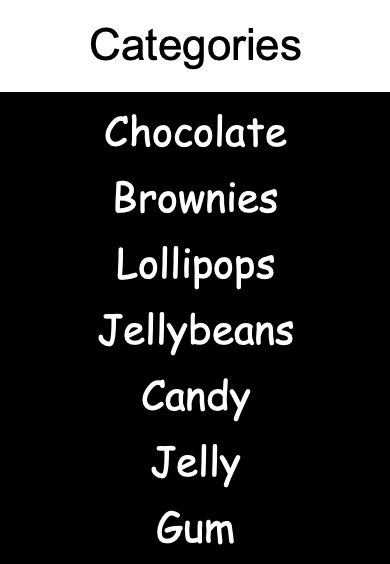 Categories
Chocolate
Brownies
Lollipops
Jellybeans
Candy
Jelly
Gum